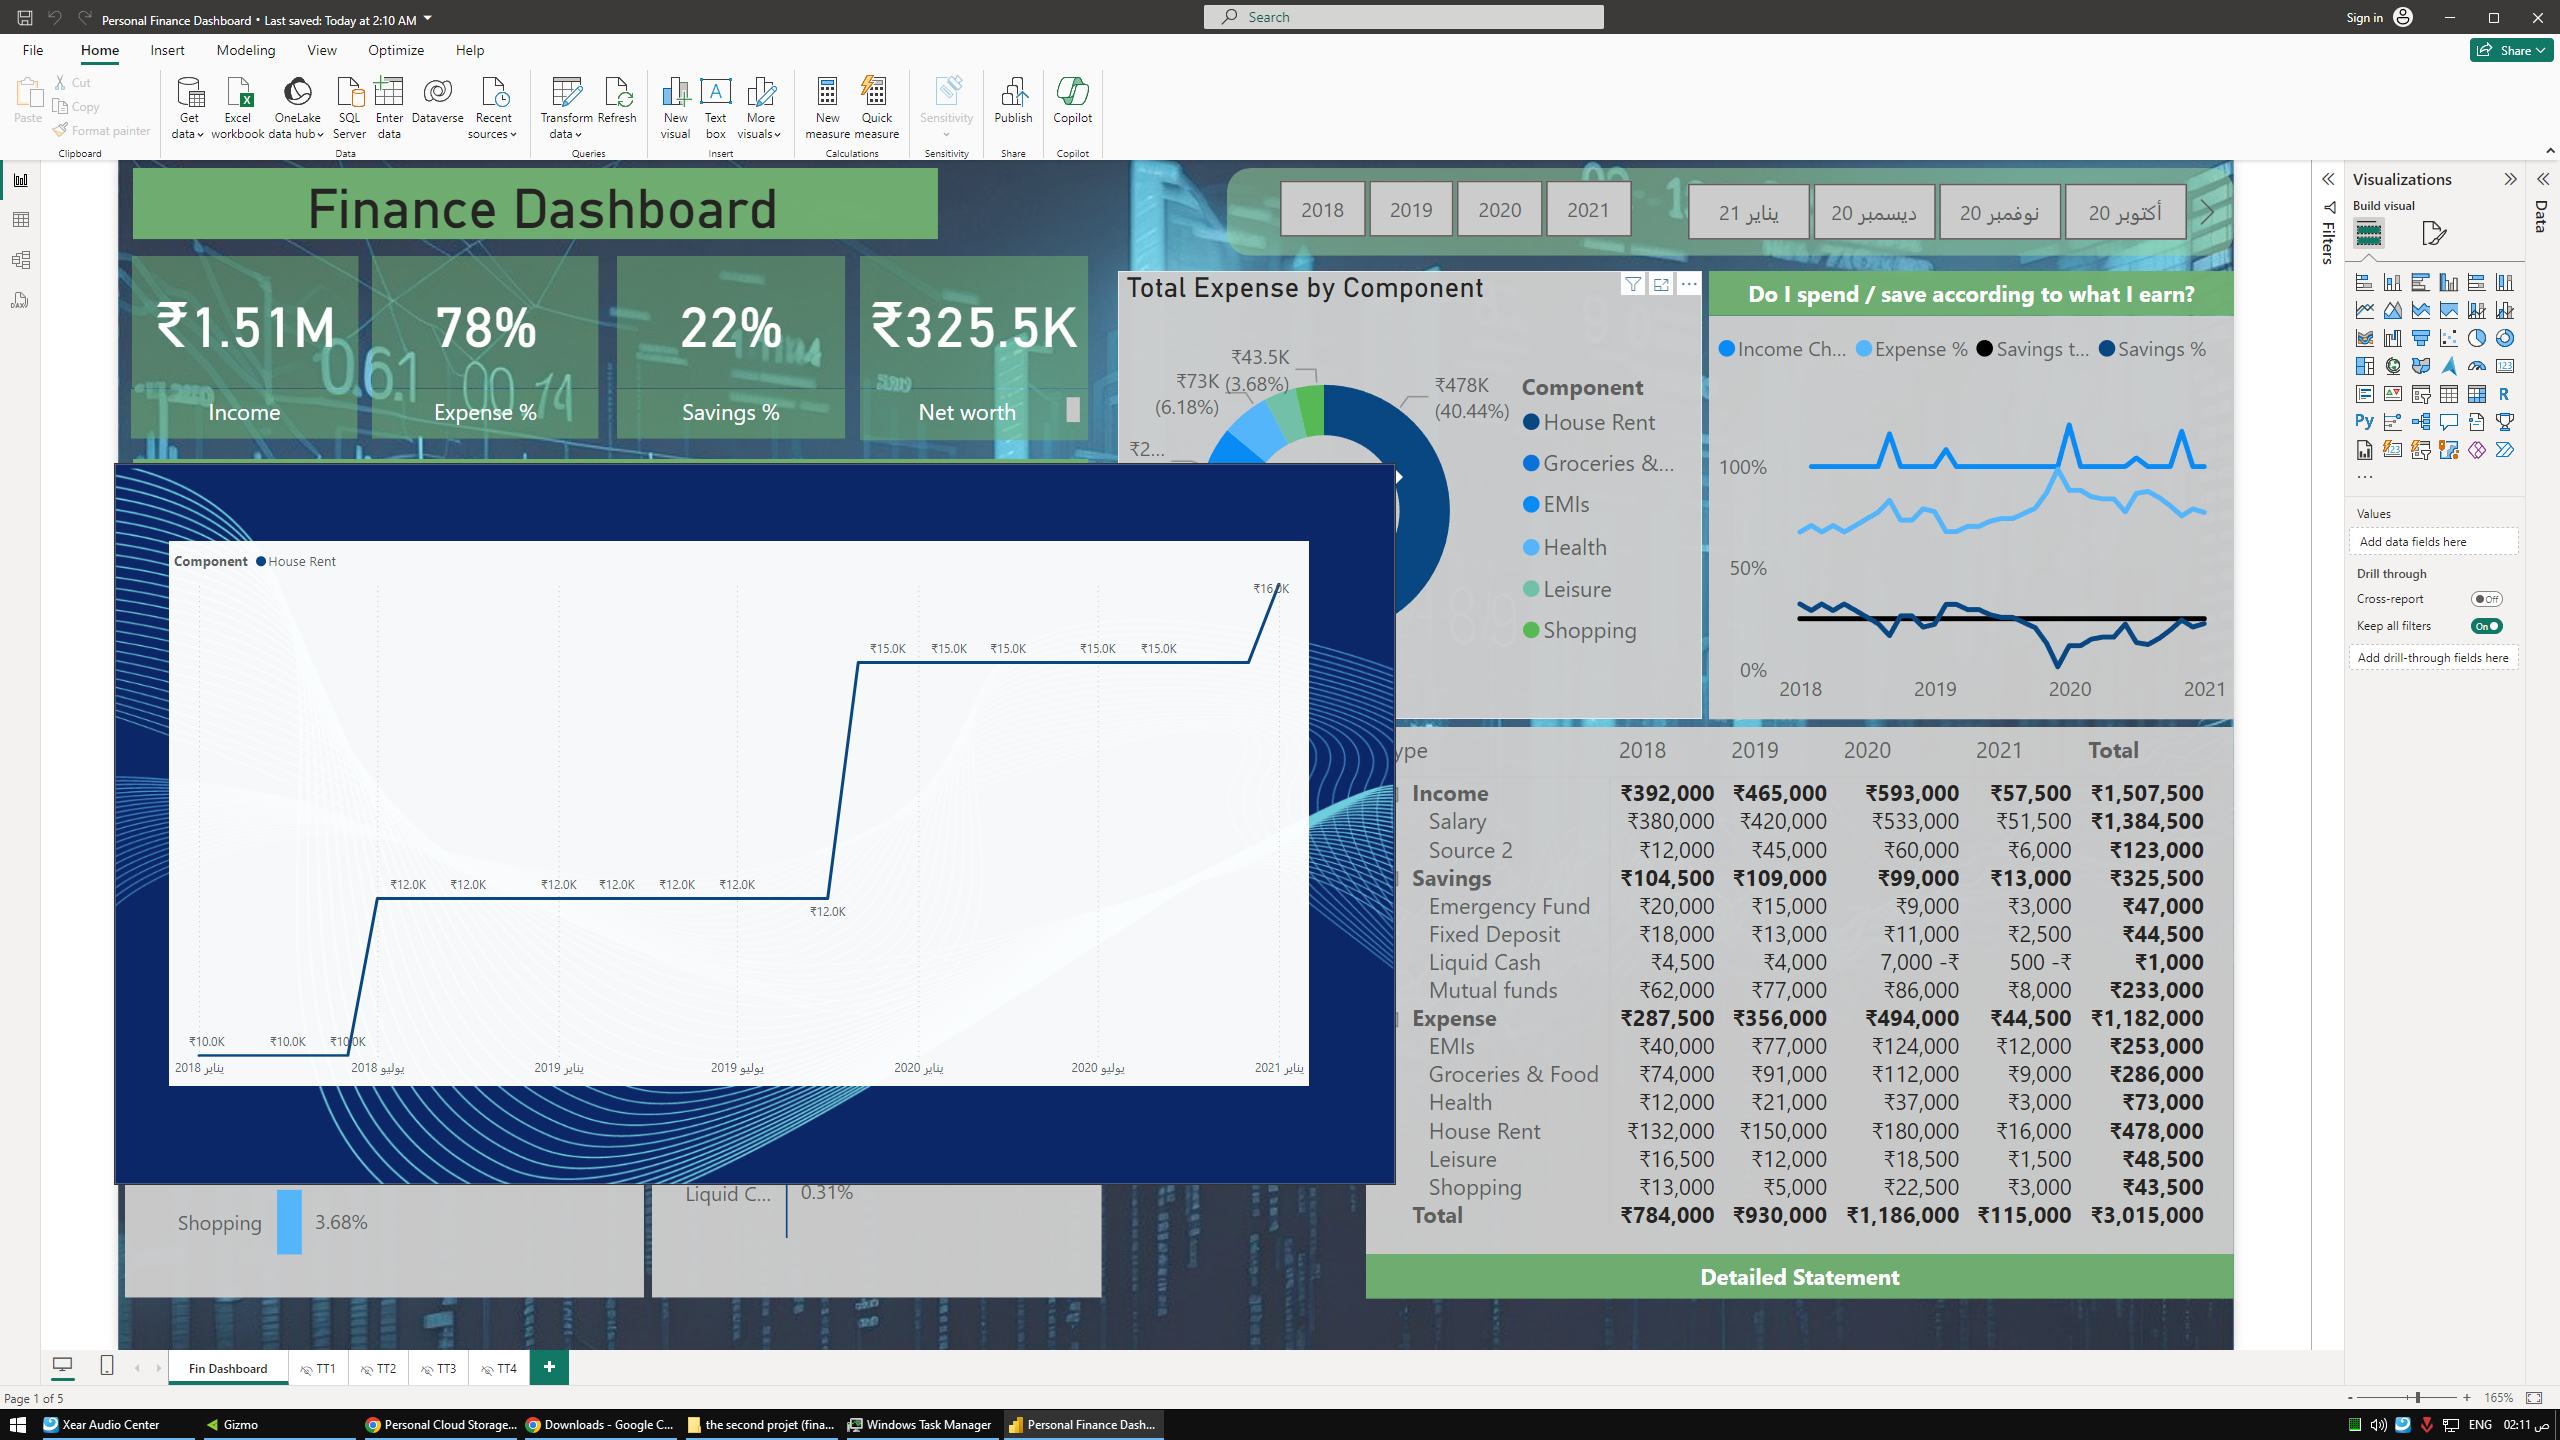 Personal Finance Dashboard • Last saved: Today at 2:10 AM
Search
Sign in
File Home Insert Modeling View Optimize Help
Share
Paste
Cut
Copy
Format painter
Clipboard
Get data
Excel workbook
OneLake data hub
SQL Server
Enter data
Dataverse
Recent sources
Data
Transform data
Refresh
Queries
New visual
Text box
More visuals
Insert
New measure
Quick measure
Calculations
Sensitivity
Sensitivity
Publish
Share
Copilot
Copilot
Finance Dashboard
2018 2019 2020 2021
يناير 21
ديسمبر 20
نوفمبر 20
أكتوبر 20
₹1.51M
Income
78%
Expense %
22%
Savings %
₹325.5K
Net worth
Total Expense by Component
₹43.5K
(3.68%)
₹73K
(6.18%)
₹2...
₹478K
(40.44%)
Component
House Rent
Groceries &...
EMIs
Health
Leisure
Shopping
Do I spend / save according to what I earn?
Income Ch... Expense % Savings t... Savings %
100%
50%
0%
2018 2019 2020 2021
Component House Rent
₹16.0K
₹15.0K ₹15.0K ₹15.0K ₹15.0K ₹15.0K
₹12.0K ₹12.0K ₹12.0K ₹12.0K ₹12.0K ₹12.0K
₹12.0K
₹10.0K ₹10.0K ₹10.0K
يناير 2018
يوليو 2018
يناير 2019
يوليو 2019
يناير 2020
يوليو 2020
يناير 2021
ype 2018 2019 2020 2021 Total
Income ₹392,000 ₹465,000 ₹593,000 ₹57,500 ₹1,507,500
Salary ₹380,000 ₹420,000 ₹533,000 ₹51,500 ₹1,384,500
Source 2 ₹12,000 ₹45,000 ₹60,000 ₹6,000 ₹123,000
Savings ₹104,500 ₹109,000 ₹99,000 ₹13,000 ₹325,500
Emergency Fund ₹20,000 ₹15,000 ₹9,000 ₹3,000 ₹47,000
Fixed Deposit ₹18,000 ₹13,000 ₹11,000 ₹2,500 ₹44,500
Liquid Cash ₹4,500 ₹4,000 7,000 -₹ 500 -₹ ₹1,000
Mutual funds ₹62,000 ₹77,000 ₹86,000 ₹8,000 ₹233,000
Expense ₹287,500 ₹356,000 ₹494,000 ₹44,500 ₹1,182,000
EMIs ₹40,000 ₹77,000 ₹124,000 ₹12,000 ₹253,000
Groceries & Food ₹74,000 ₹91,000 ₹112,000 ₹9,000 ₹286,000
Health ₹12,000 ₹21,000 ₹37,000 ₹3,000 ₹73,000
House Rent ₹132,000 ₹150,000 ₹180,000 ₹16,000 ₹478,000
Leisure ₹16,500 ₹12,000 ₹18,500 ₹1,500 ₹48,500
Shopping ₹13,000 ₹5,000 ₹22,500 ₹3,000 ₹43,500
Total ₹784,000 ₹930,000 ₹1,186,000 ₹115,000 ₹3,015,000
Detailed Statement
Shopping 3.68%
Liquid C... 0.31%
Filters
Visualizations
Build visual
Values
Add data fields here
Drill through
Cross-report Off
Keep all filters On
Add drill-through fields here
Data
Fin Dashboard TT1 TT2 TT3 TT4
Page 1 of 5
165%
Xear Audio Center
Gizmo
Personal Cloud Storage...
Downloads - Google C...
the second projet (fina...
Windows Task Manager
Personal Finance Dash...
ENG
02:11 ص